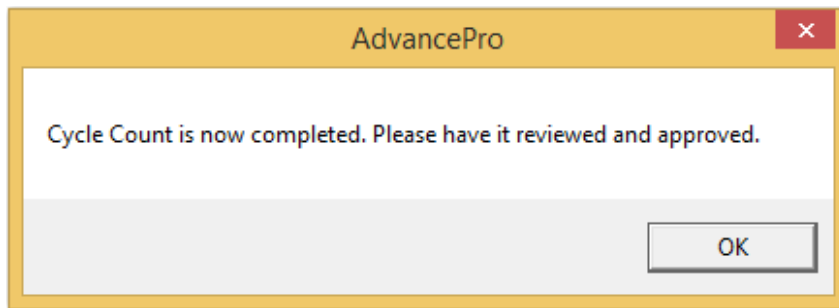 AdvancePro
Cycle Count is now completed. Please have it reviewed and approved.
OK